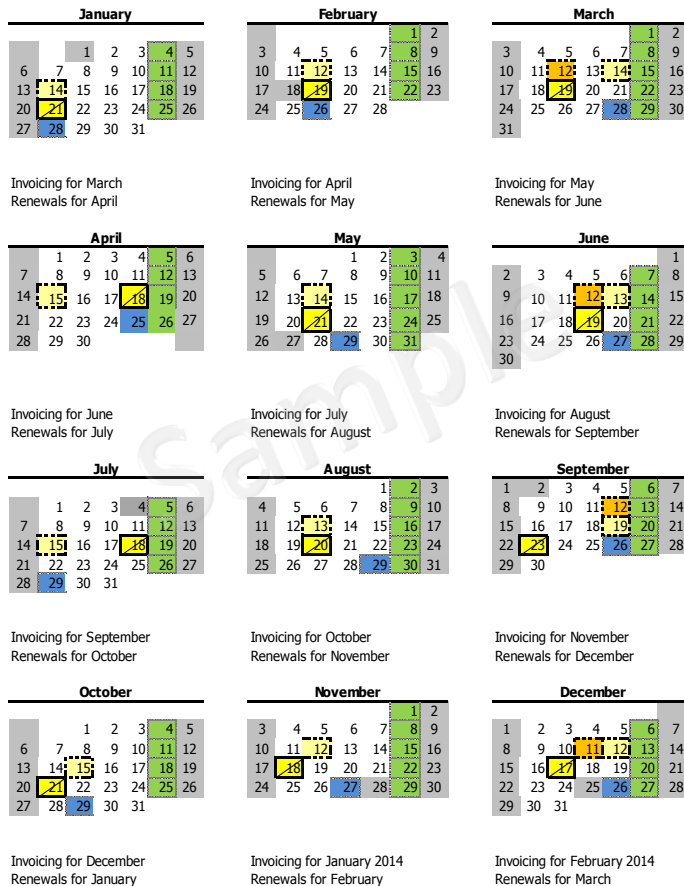 January February March
1 2 3 4 5 1 2 1 2
6 7 8 9 10 11 12 3 4 5 6 7 8 9 3 4 5 6 7 8 9
13 14 15 16 17 18 19 10 11 12 13 14 15 16 10 11 12 13 14 15 16
20 21 22 23 24 25 26 17 18 19 20 21 22 23 17 18 19 20 21 22 23
27 28 29 30 31 24 25 26 27 28 24 25 26 27 28 29 30
31
Invoicing for March Invoicing for April Invoicing for May
Renewals for April Renewals for May Renewals for June
April May June
1 2 3 4 5 6 1 2 3 4 1
7 8 9 10 11 12 13 5 6 7 8 9 10 11 2 3 4 5 6 7 8
14 15 16 17 18 19 20 12 13 14 15 16 17 18 9 10 11 12 13 14 15
21 22 23 24 25 26 27 19 20 21 22 23 24 25 16 17 18 19 20 21 22
28 29 30 26 27 28 29 30 31 23 24 25 26 27 28 29
30
Sample
Invoicing for June Invoicing for July Invoicing for August
Renewals for July Renewals for August Renewals for September
July August September
1 2 3 4 5 6 1 2 3 1 2 3 4 5 6 7
7 8 9 10 11 12 13 4 5 6 7 8 9 10 8 9 10 11 12 13 14
14 15 16 17 18 19 20 11 12 13 14 15 16 17 15 16 17 18 19 20 21
21 22 23 24 25 26 27 18 19 20 21 22 23 24 22 23 24 25 26 27 28
28 29 30 31 25 26 27 28 29 30 31 29 30
Invoicing for September Invoicing for October Invoicing for November
Renewals for October Renewals for November Renewals for December
October November December
1 2 3 4 5 1 2
6 7 8 9 10 11 12 3 4 5 6 7 8 9 1 2 3 4 5 6 7
13 14 15 16 17 18 19 10 11 12 13 14 15 16 8 9 10 11 12 13 14
20 21 22 23 24 25 26 17 18 19 20 21 22 23 15 16 17 18 19 20 21
27 28 29 30 31 24 25 26 27 28 29 30 22 23 24 25 26 27 28
29 30 31
Invoicing for December Invoicing for January 2014 Invoicing for February 2014
Renewals for January Renewals for February Renewals for March